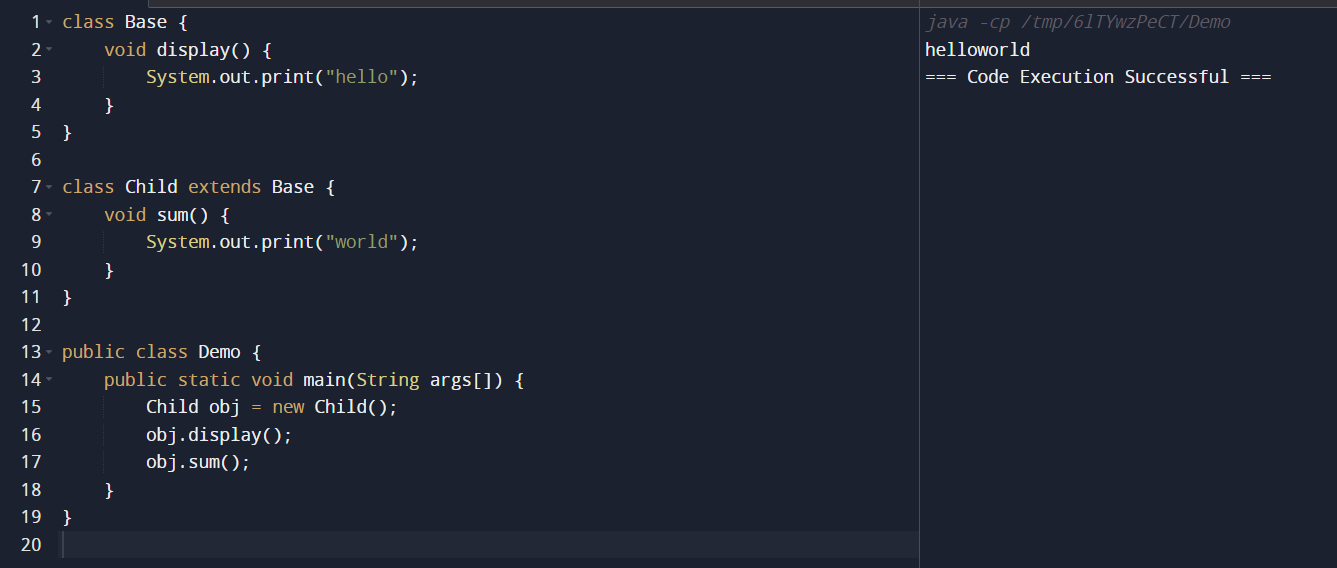 1 class Base {
2     void display() {
3         System.out.print("hello");
4     }
5 }
6
7 class Child extends Base {
8     void sum() {
9         System.out.print("world");
10     }
11 }
12
13 public class Demo {
14     public static void main(String args[]) {
15         Child obj = new Child();
16         obj.display();
17         obj.sum();
18     }
19 }
20
java -cp /tmp/6lTYwzPeCT/Demo
helloworld
=== Code Execution Successful ===